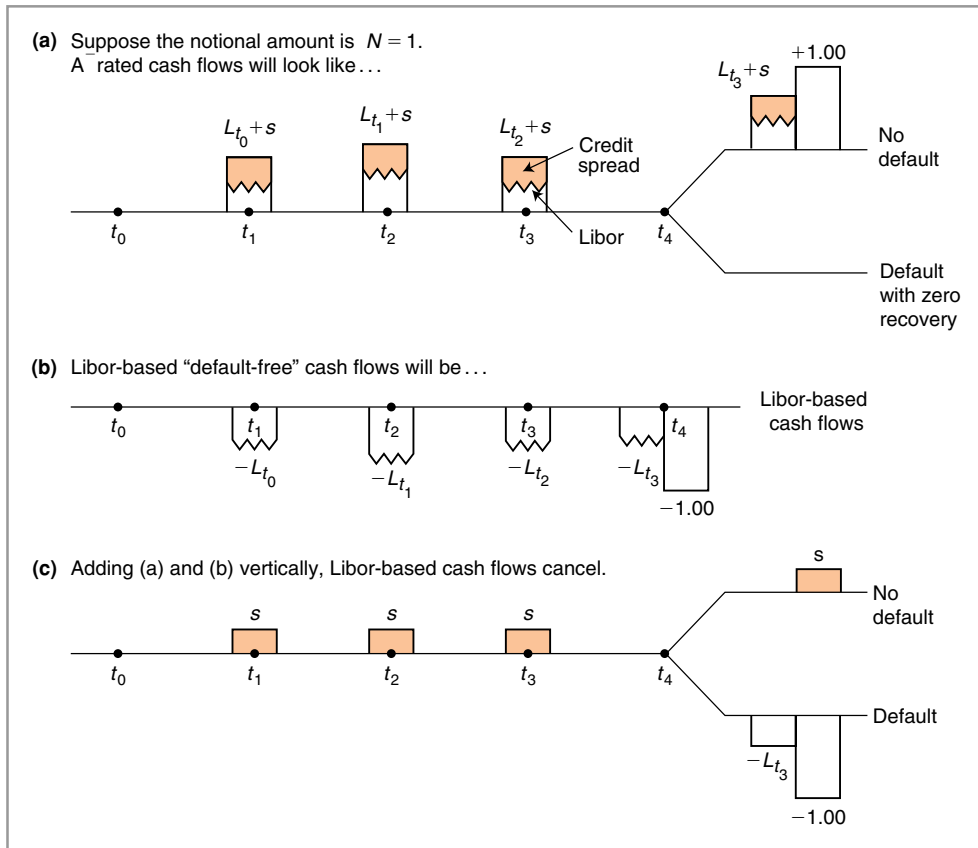 (a) Suppose the notional amount is N = 1.
A¯rated cash flows will look like…
+1.00
L_{t_3}+s
L_{t_0}+s
L_{t_1}+s
L_{t_2}+s
Credit
spread
No
default
Libor
t_0
t_1
t_2
t_3
t_4
Default
with zero
recovery
(b) Libor-based “default-free” cash flows will be…
Libor-based
cash flows
t_0
t_1
t_2
t_3
t_4
−L_{t_0}
−L_{t_1}
−L_{t_2}
−L_{t_3}
−1.00
(c) Adding (a) and (b) vertically, Libor-based cash flows cancel.
s
No
default
s
s
s
t_0
t_1
t_2
t_3
t_4
Default
−L_{t_3}
−1.00